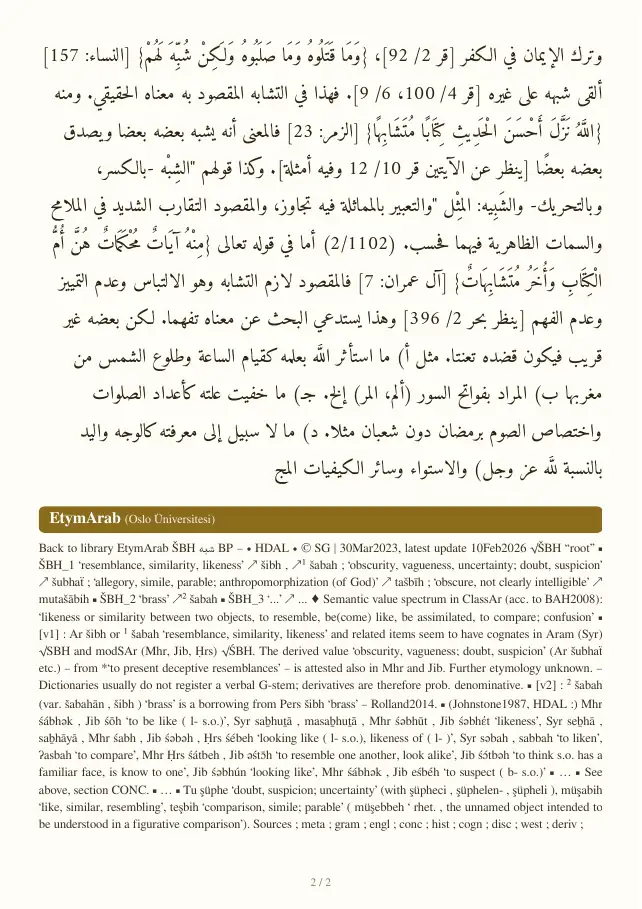 وترك الإيمان في الكفر [قر 2/ 92]، {وَمَا قَتَلُوهُ وَمَا صَلَبُوهُ وَلَكِنْ شُبِّهَ لَهُمْ} [النساء: 157]
ألقى شبهه على غيره [قر 4/ 100، 6/ 9]. فهذا في التشابه المقصود به معناه الحقيقي. ومنه
{اللَّهُ نَزَّلَ أَحْسَنَ الْحَدِيثِ كِتَابًا مُتَشَابِهًا} [الزمر: 23] فالمعنى أنه يشبه بعضه بعضا ويصدق
بعضه بعضًا [ينظر عن الآيتين قر 10/ 12 وفيه أمثلة]. وكذا قولهم "الشِبْه -بالكسر،
وبالتحريك- والشَبِيه: المِثْل "والتعبير بالمماثلة فيه تجاوز، والمقصود التقارب الشديد في الملامح
والسمات الظاهرية فيهما فحسب. (2/1102) أما في قوله تعالى {مِنْهُ آيَاتٌ مُحْكَمَاتٌ هُنَّ أُمُّ
الْكِتَابِ وَأُخَرُ مُتَشَابِهَاتٌ} [آل عمران: 7] فالمقصود لازم التشابه وهو الالتباس وعدم التمييز
وعدم الفهم [ينظر بحر 2/ 396] وهذا يستدعي البحث عن معناه تفهما. لكن بعضه غير
قريب فيكون قضده تعنتا. مثل أ) ما استأثر اللَّه بعلمه كقيام الساعة وطلوع الشمس من
مغربها ب) المراد بفواتح السور (ألم، المر) إلخ. جـ) ما خفيت علته كأعداد الصلوات
واختصاص الصوم برمضان دون شعبان مثلا. د) ما لا سبيل إلى معرفته كالوجه واليد
بالنسبة للَّه عز وجل) والاستواء وسائر الكيفيات المج
EtymArab (Oslo Üniversitesi)
Back to library EtymArab ŠBH شبه BP – • HDAL • © SG | 30Mar2023, latest update 10Feb2026 √ŠBH “root” ▪
ŠBH_1 ‘resemblance, similarity, likeness’ ↗ šibh , ↗¹ šabah ; ‘obscurity, vagueness, uncertainty; doubt, suspicion’
↗ šubhaẗ ; ‘allegory, simile, parable; anthropomorphization (of God)’ ↗ tašbīh ; ‘obscure, not clearly intelligible’ ↗
mutašābih ▪ ŠBH_2 ‘brass’ ↗² šabah ▪ ŠBH_3 ‘...’ ↗ ... ♦ Semantic value spectrum in ClassAr (acc. to BAH2008):
‘likeness or similarity between two objects, to resemble, be(come) like, be assimilated, to compare; confusion’ ▪
[v1] : Ar šibh or ¹ šabah ‘resemblance, similarity, likeness’ and related items seem to have cognates in Aram (Syr)
√SBH and modSAr (Mhr, Jib, Ḥrs) √ŚBH. The derived value ‘obscurity, vagueness; doubt, suspicion’ (Ar šubhaẗ
etc.) – from *‘to present deceptive resemblances’ – is attested also in Mhr and Jib. Further etymology unknown. –
Dictionaries usually do not register a verbal G-stem; derivatives are therefore prob. denominative. ▪ [v2] : ² šabah
(var. šabahān , šibh ) ‘brass’ is a borrowing from Pers šibh ‘brass’ – Rolland2014. ▪ (Johnstone1987, HDAL :) Mhr
śábhək , Jib śōh ‘to be like ( l- s.o.)’, Syr saḇhuṯā , masaḇhuṯā , Mhr śəbhūt , Jib śəbhέt ‘likeness’, Syr seḇhā ,
saḇhāyā , Mhr śabh , Jib śəbəh , Ḥrs śébeh ‘looking like ( l- s.o.), likeness of ( l- )’, Syr səbah , sabbah ‘to liken’,
ʔasbah ‘to compare’, Mhr Ḥrs śátbeh , Jib əśtɔ̄h ‘to resemble one another, look alike’, Jib śɔ́tbəh ‘to think s.o. has a
familiar face, is know to one’, Jib śəbhún ‘looking like’, Mhr śábhək , Jib eśbéh ‘to suspect ( b- s.o.)’ ▪ … ▪ See
above, section CONC. ▪ … ▪ Tu şüphe ‘doubt, suspicion; uncertainty’ (with şüpheci , şüphelen- , şüpheli ), müşabih
‘like, similar, resembling’, teşbih ‘comparison, simile; parable’ ( müşebbeh ‘ rhet. , the unnamed object intended to
be understood in a figurative comparison’). Sources ; meta ; gram ; engl ; conc ; hist ; cogn ; disc ; west ; deriv ;
2 / 2